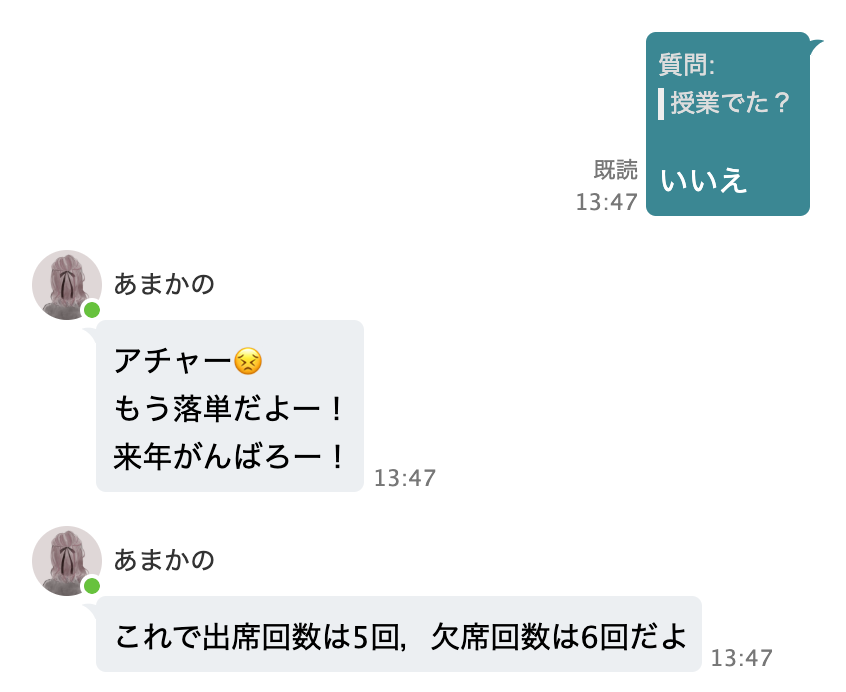 質問:
授業でた？
いいえ
既読
13:47
あまかの
アチャー😣
もう落単だよー！
来年がんばろー！
13:47
あまかの
これで出席回数は5回，欠席回数は6回だよ
13:47